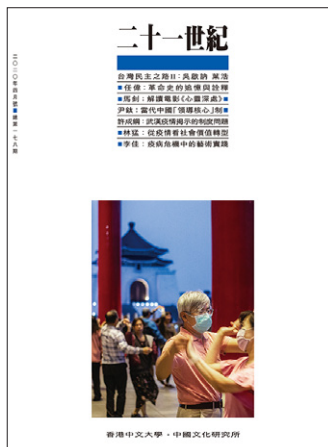 二十一世紀
台灣民主之路II：吳啟訥 葉浩
■任偉：革命史的追憶與詮釋
■馬釗：解讀電影《心靈深處》■
尹鈦：當代中國「領導核心」制■
許成鋼：武漢疫情揭示的制度問題
■林猛：從疫情看社會價值轉型
■李佳：疫病危機中的藝術實踐
二〇二〇年四月號■總第一七八期
香港中文大學・中國文化研究所